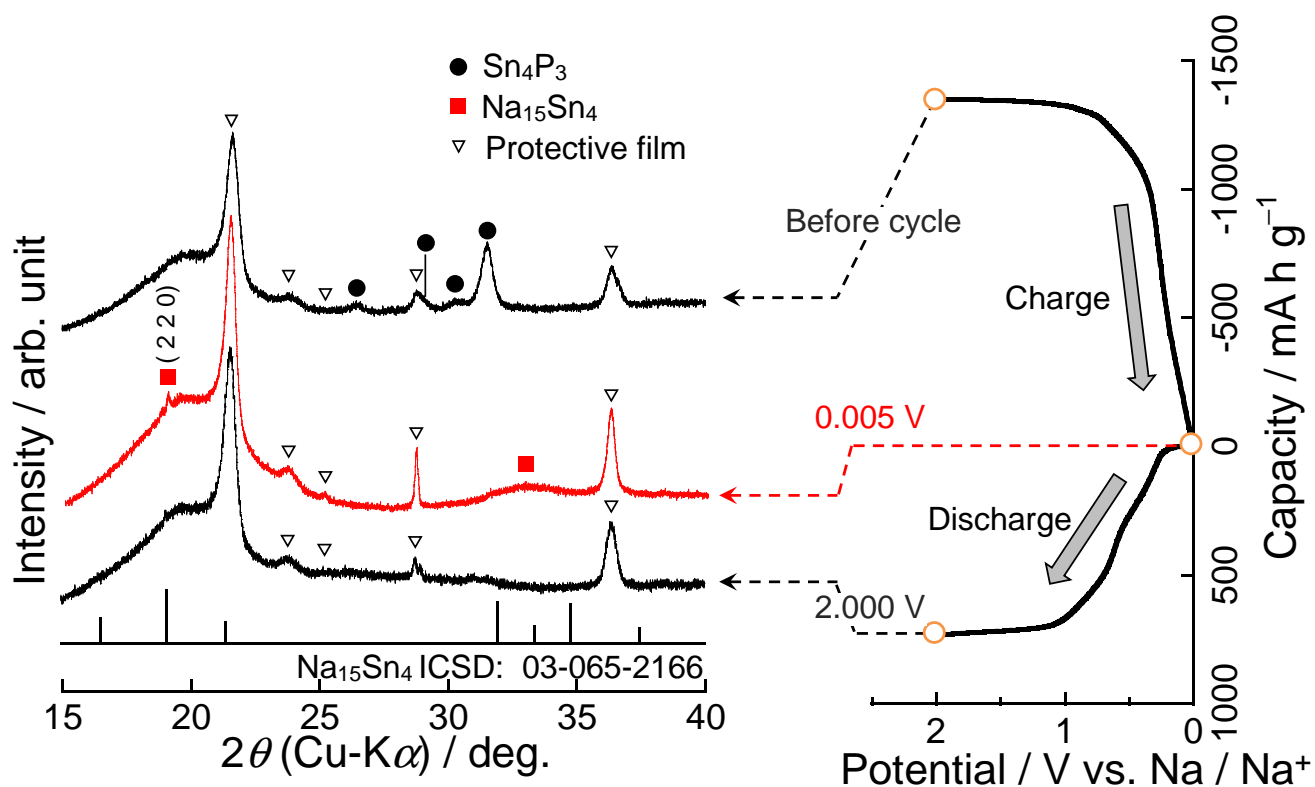 Sn₄P₃
Na₁₅Sn₄
Protective film
Intensity / arb. unit
( 2 2 0)
Before cycle
0.005 V
2.000 V
Na₁₅Sn₄ ICSD: 03-065-2166
15 20 25 30 35 40
2θ (Cu-Kα) / deg.
Charge
Discharge
-1500
-1000
-500
0
500
1000
Capacity / mA h g⁻¹
2 1 0
Potential / V vs. Na / Na⁺